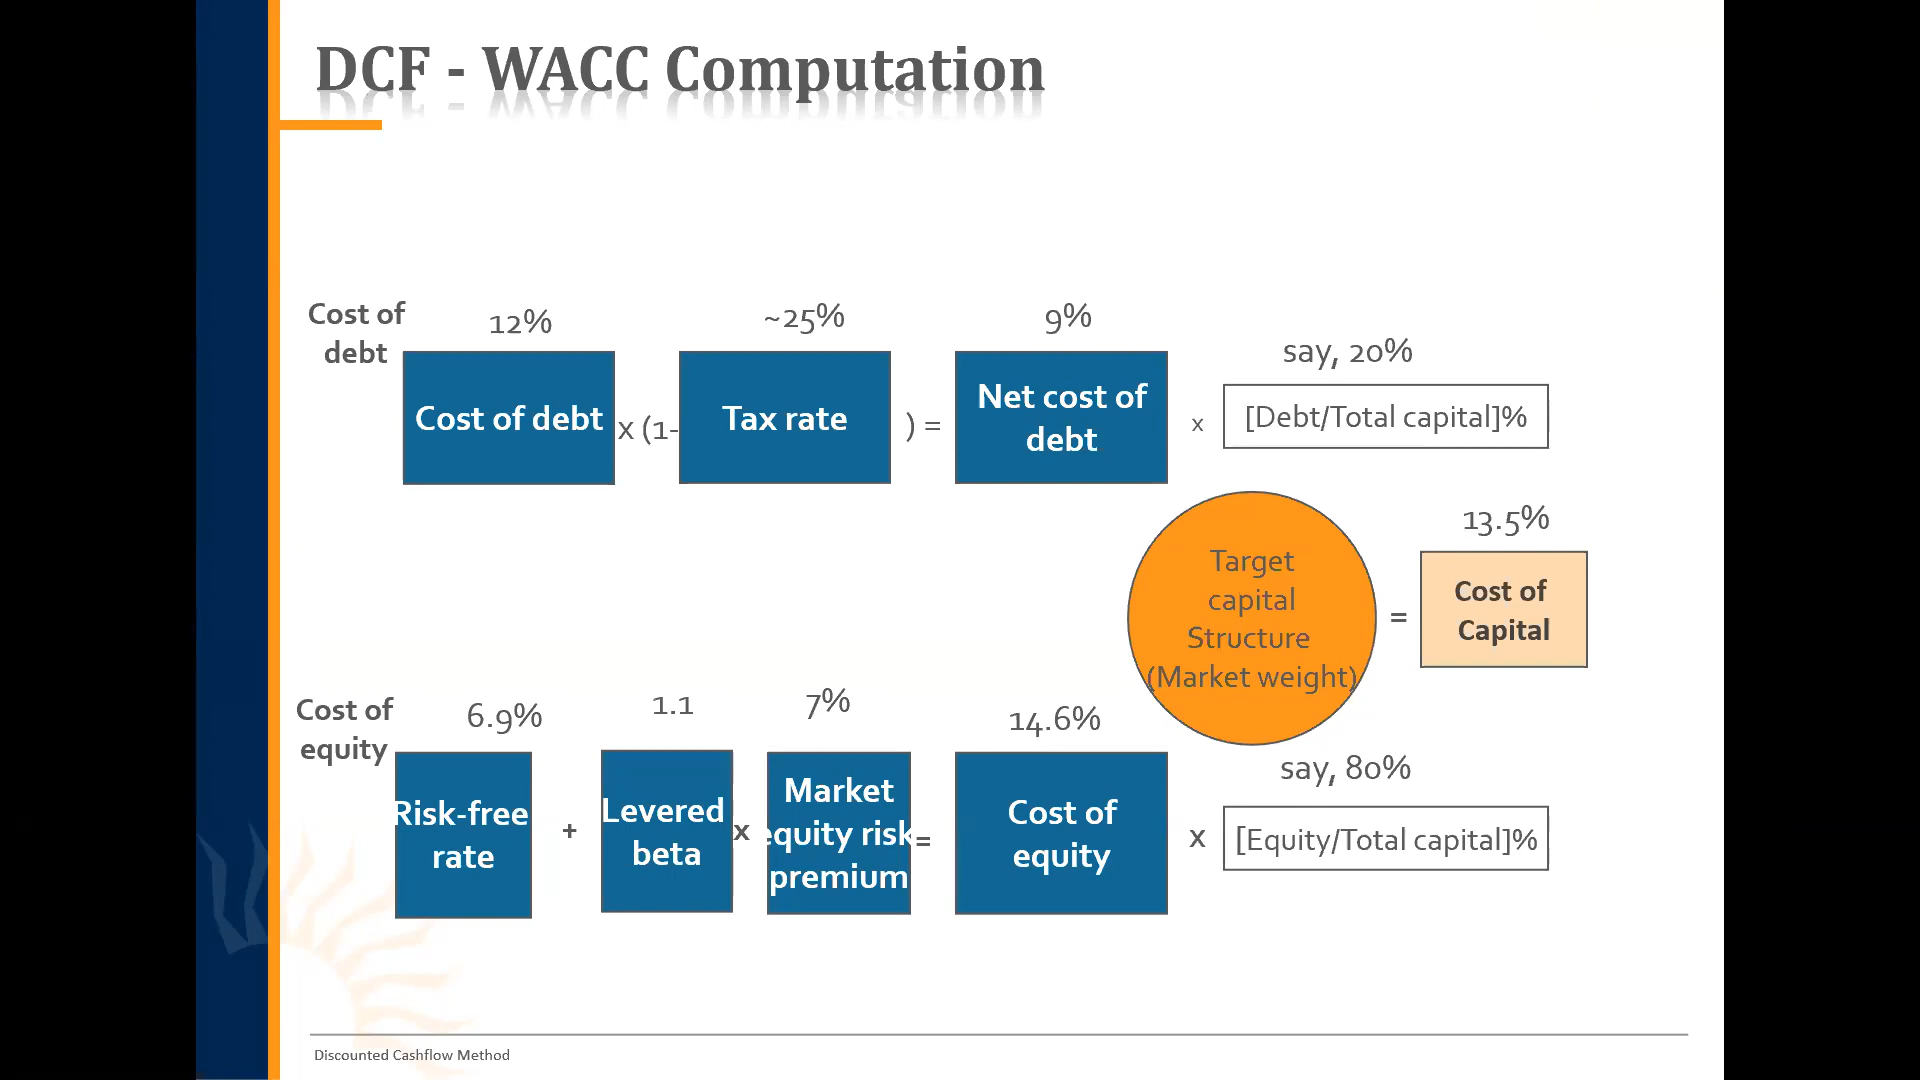 DCF - WACC Computation
Cost of
debt
12%
~25%
9%
say, 20%
Cost of debt
x (1-
Tax rate
) =
Net cost of
debt
x
[Debt/Total capital]%
Target
capital
Structure
(Market weight)
=
13.5%
Cost of
Capital
Cost of
equity
6.9%
1.1
7%
14.6%
say, 80%
Risk-free
rate
+
Levered
beta
x
Market
equity risk
premium
=
Cost of
equity
x
[Equity/Total capital]%
Discounted Cashflow Method